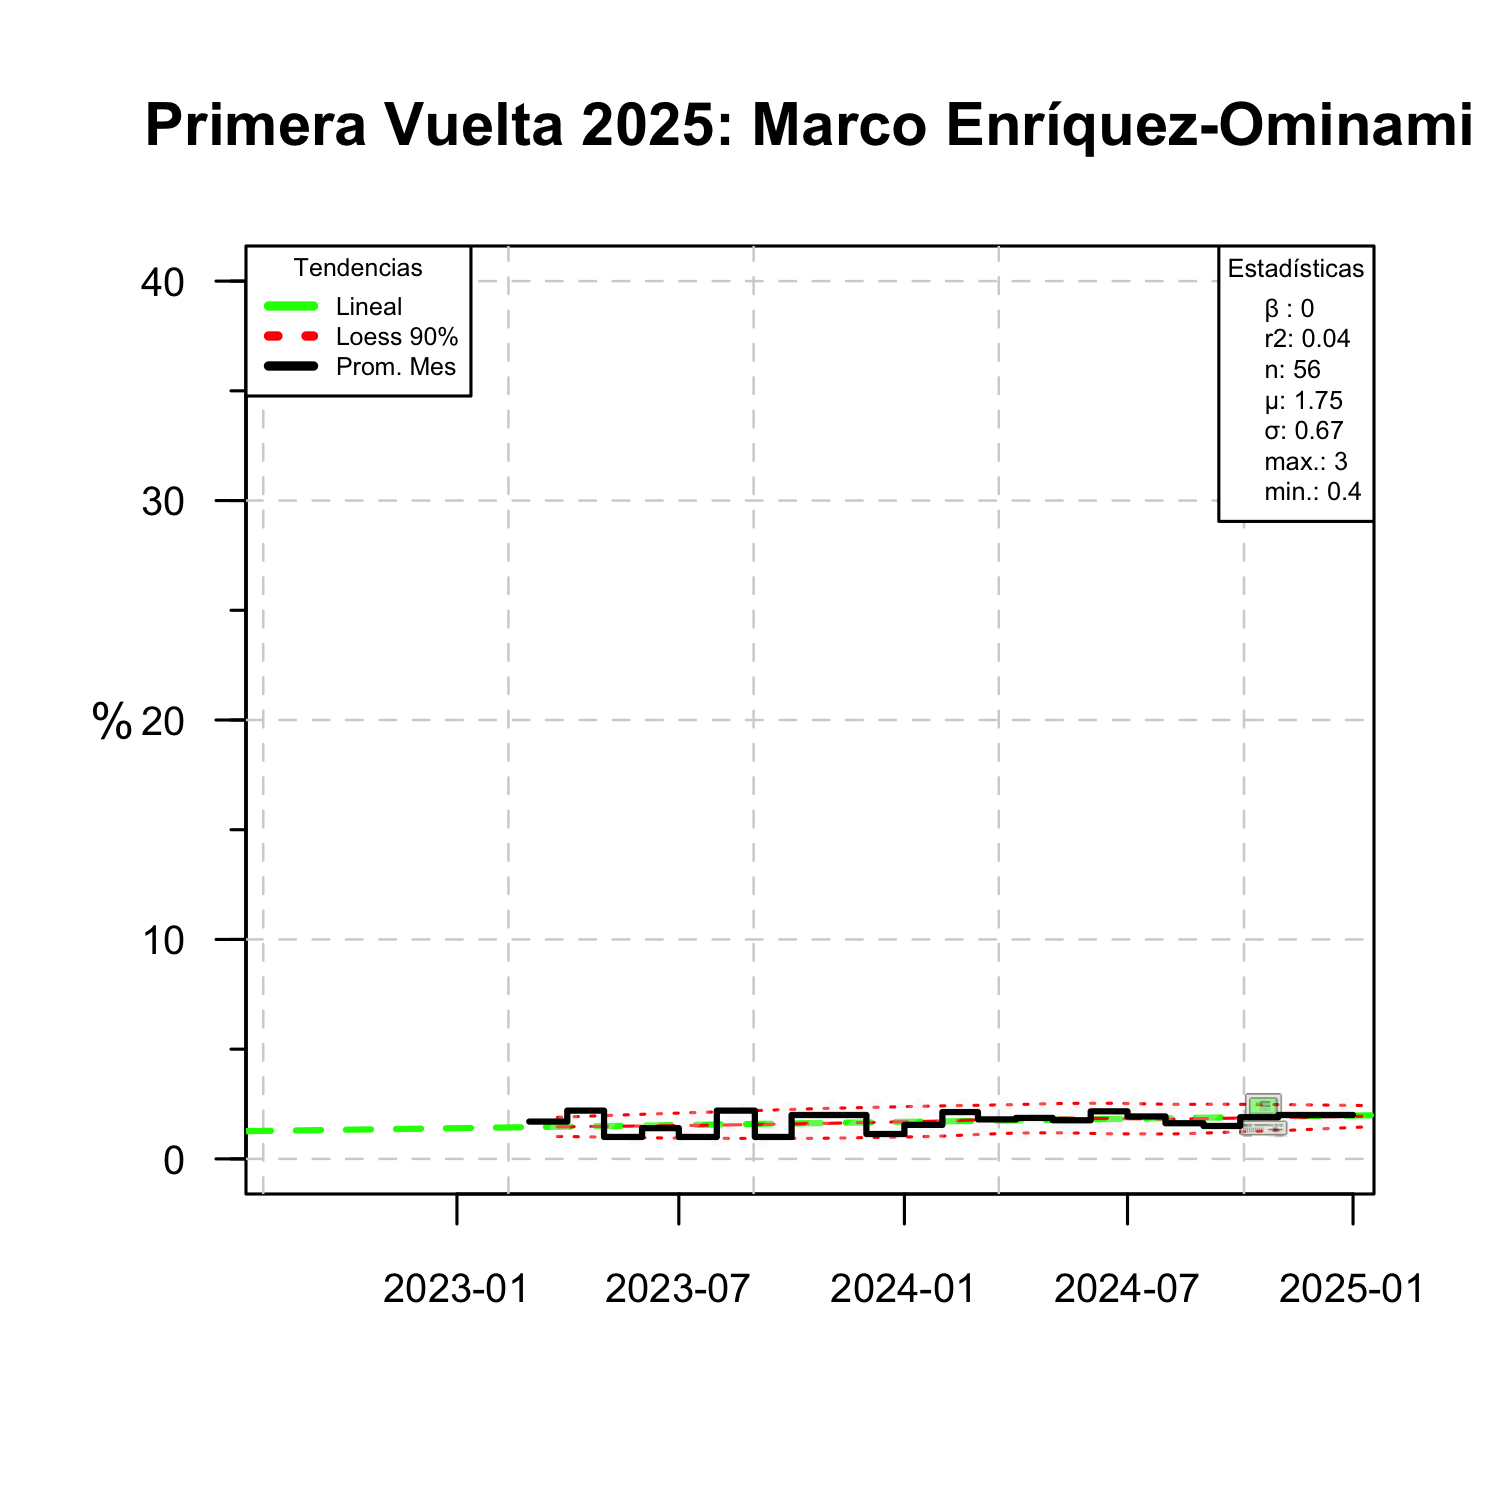 Primera Vuelta 2025: Marco Enríquez-Ominami
Tendencias
Lineal
Loess 90%
Prom. Mes
Estadísticas
β : 0
r2: 0.04
n: 56
μ: 1.75
σ: 0.67
max.: 3
min.: 0.4
%
40
30
20
10
0
2023-01
2023-07
2024-01
2024-07
2025-01